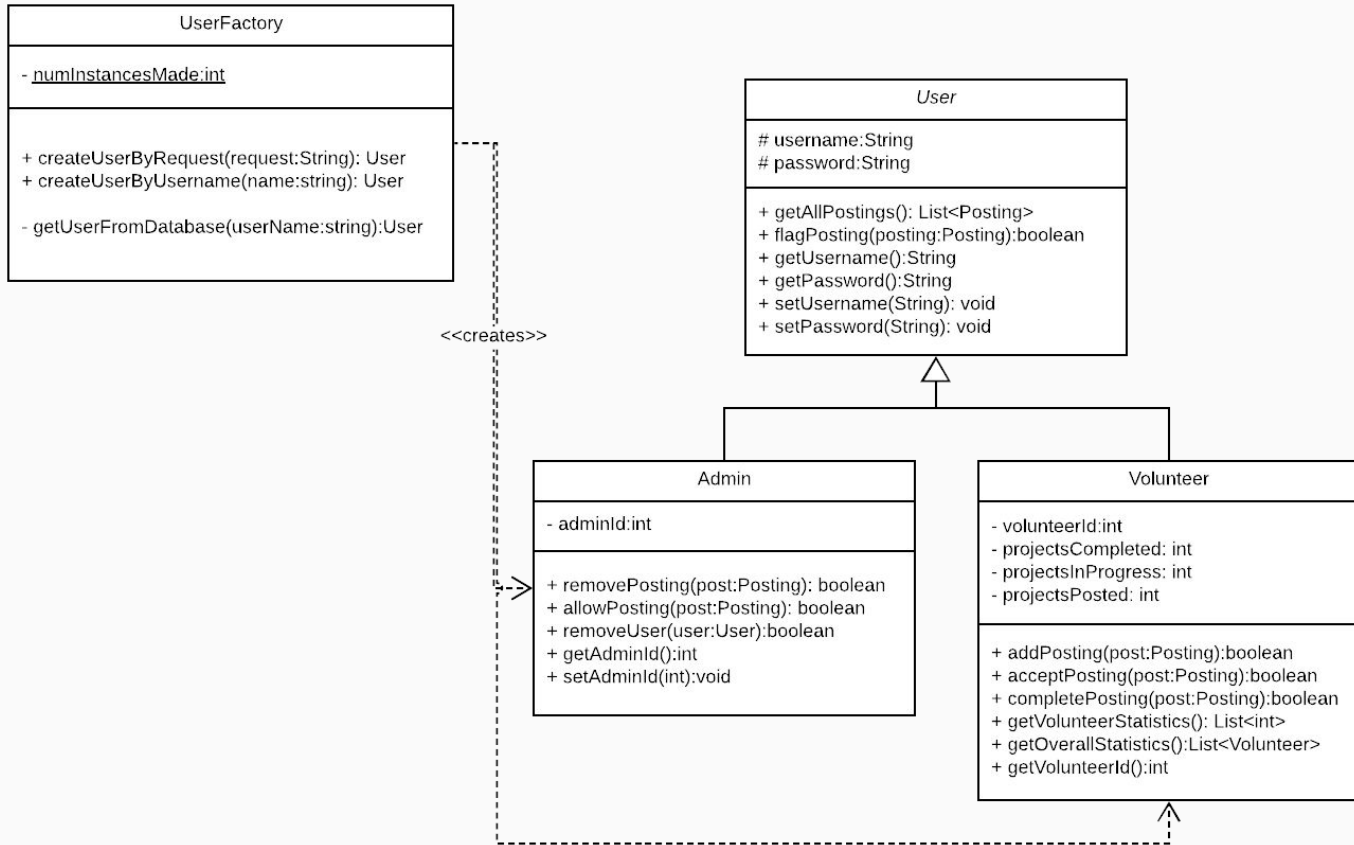 UserFactory
- numInstancesMade:int
+ createUserByRequest(request:String): User
+ createUserByUsername(name:string): User
- getUserFromDatabase(userName:string):User
<<creates>>
User
# username:String
# password:String
+ getAllPostings(): List<Posting>
+ flagPosting(posting:Posting):boolean
+ getUsername():String
+ getPassword():String
+ setUsername(String): void
+ setPassword(String): void
Admin
- adminId:int
+ removePosting(post:Posting): boolean
+ allowPosting(post:Posting): boolean
+ removeUser(user:User):boolean
+ getAdminId():int
+ setAdminId(int):void
Volunteer
- volunteerId:int
- projectsCompleted: int
- projectsInProgress: int
- projectsPosted: int
+ addPosting(post:Posting):boolean
+ acceptPosting(post:Posting):boolean
+ completePosting(post:Posting):boolean
+ getVolunteerStatistics(): List<int>
+ getOverallStatistics():List<Volunteer>
+ getVolunteerId():int